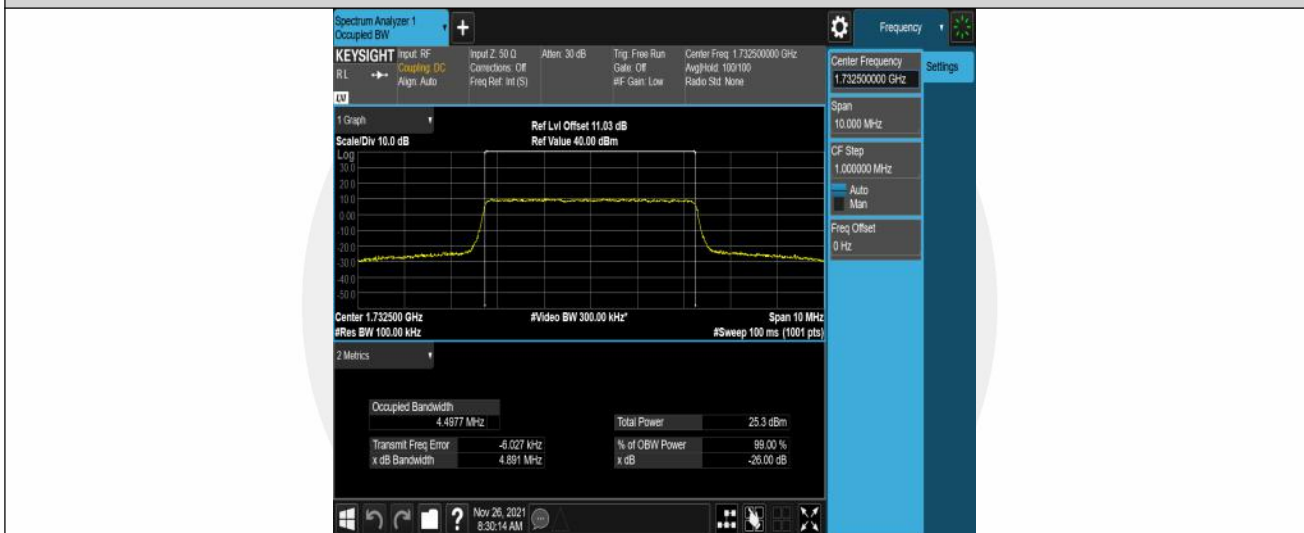 Spectrum Analyzer 1
Occupied BW
+
Frequency
KEYSIGHT
RL
Input: RF
Coupling: DC
Align: Auto
Input Z: 50 Ω
Corrections: Off
Freq Ref: Int (S)
Atten: 30 dB
Trig: Free Run
Gate: Off
#IF Gain: Low
Center Freq: 1.732500000 GHz
Avg|Hold: 100/100
Radio Std: None
LVI
1 Graph
Scale/Div 10.0 dB
Ref Lvl Offset 11.03 dB
Ref Value 40.00 dBm
Log
30.0
20.0
10.0
0.00
-10.0
-20.0
-30.0
-40.0
-50.0
Center 1.732500 GHz
#Res BW 100.00 kHz
#Video BW 300.00 kHz*
Span 10 MHz
#Sweep 100 ms (1001 pts)
2 Metrics
Occupied Bandwidth
4.4977 MHz
Total Power 25.3 dBm
Transmit Freq Error -6.027 kHz
% of OBW Power 99.00 %
x dB Bandwidth 4.891 MHz
x dB -26.00 dB
?
Nov 26, 2021
8:30:14 AM
Center Frequency
1.732500000 GHz
Settings
Span
10.000 MHz
CF Step
1.000000 MHz
Auto
Man
Freq Offset
0 Hz